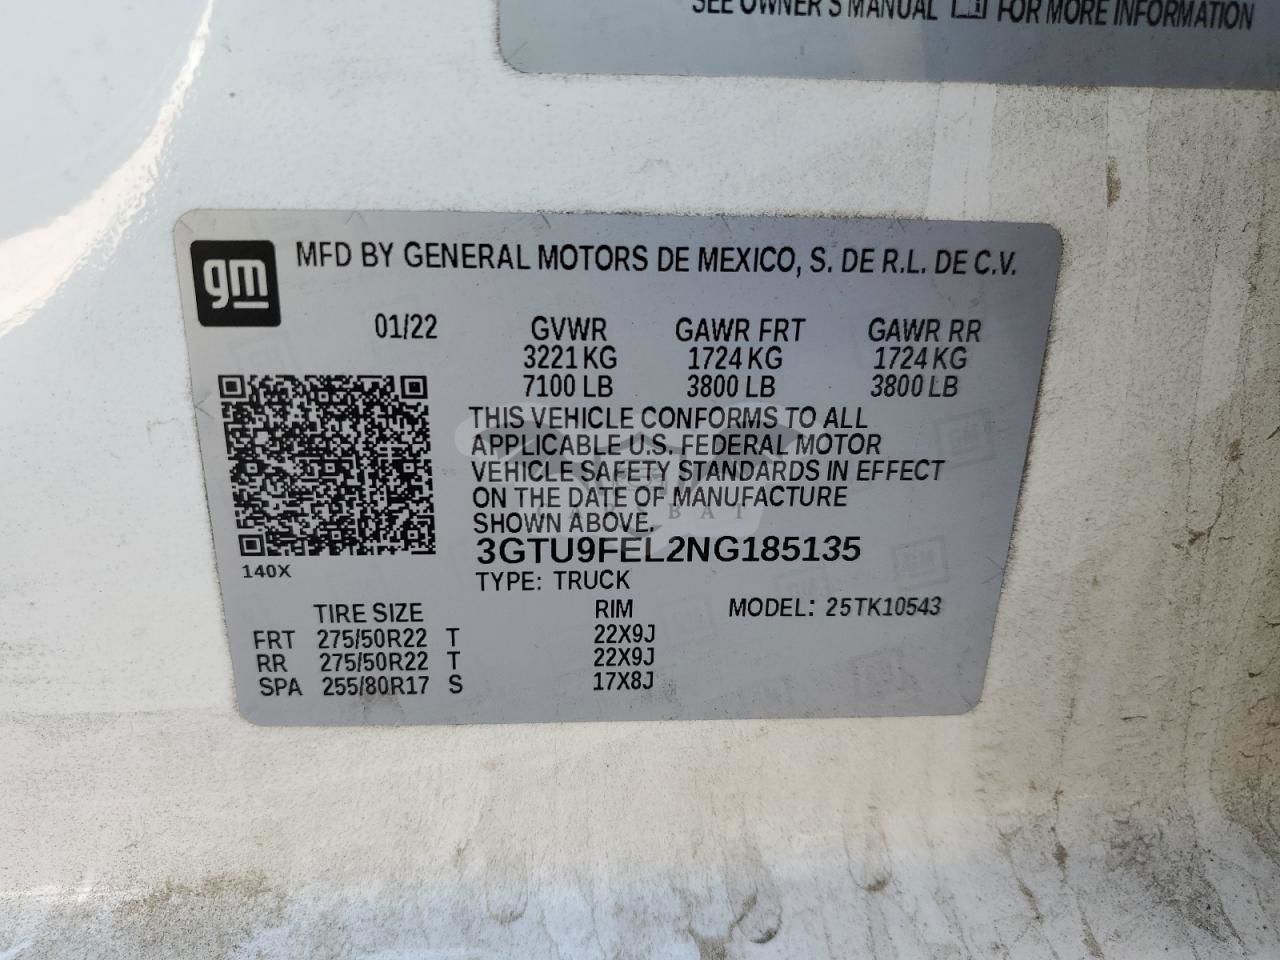 SEE OWNER'S MANUAL FOR MORE INFORMATION
gm MFD BY GENERAL MOTORS DE MEXICO, S. DE R.L. DE C.V.
01/22 GVWR GAWR FRT GAWR RR
3221 KG 1724 KG 1724 KG
7100 LB 3800 LB 3800 LB
THIS VEHICLE CONFORMS TO ALL
APPLICABLE U.S. FEDERAL MOTOR
VEHICLE SAFETY STANDARDS IN EFFECT
ON THE DATE OF MANUFACTURE
SHOWN ABOVE.
3GTU9FEL2NG185135
140X
TYPE: TRUCK
TIRE SIZE RIM MODEL: 25TK10543
FRT 275/50R22 T 22X9J
RR 275/50R22 T 22X9J
SPA 255/80R17 S 17X8J